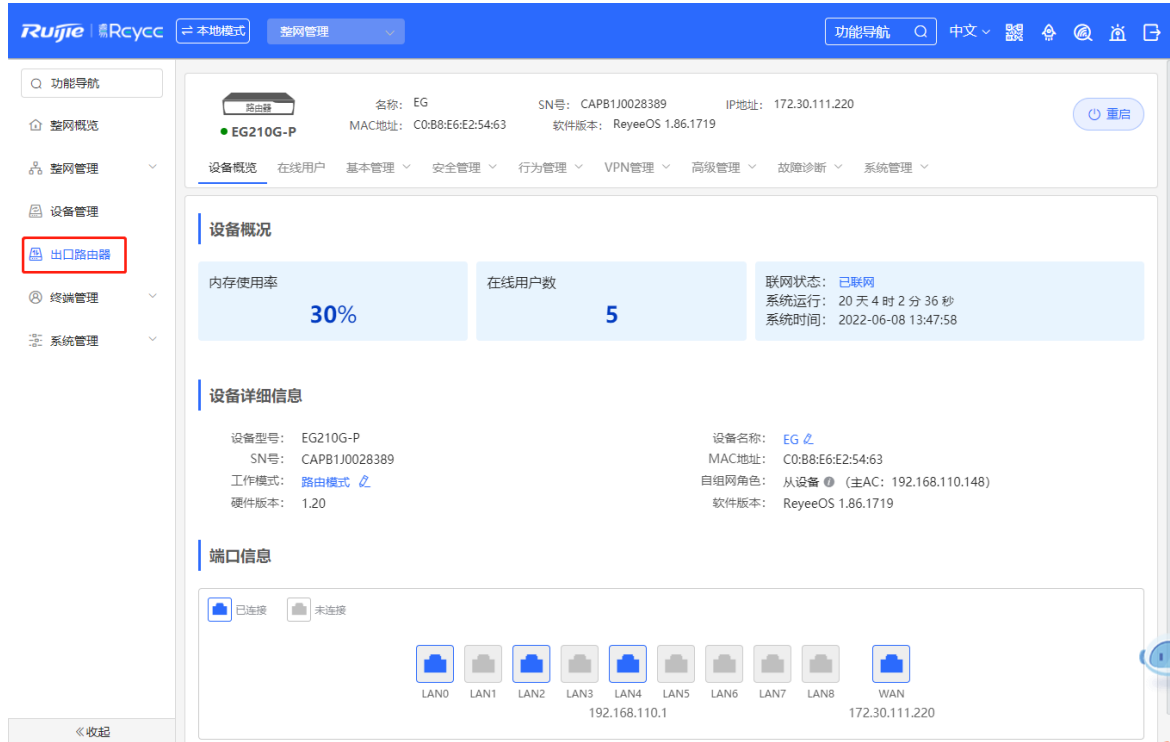 Ruijie Rcycc 本地模式 整网管理 功能导航 中文
功能导航
整网概览
整网管理
设备管理
出口路由器
终端管理
系统管理
收起
路由器
EG210G-P
名称: EG SN号: CAPB1J0028389 IP地址: 172.30.111.220
MAC地址: C0:B8:E6:E2:54:63 软件版本: ReyeeOS 1.86.1719
重启
设备概览 在线用户 基本管理 安全管理 行为管理 VPN管理 高级管理 故障诊断 系统管理
设备概况
内存使用率
30%
在线用户数
5
联网状态: 已联网
系统运行: 20 天 4 时 2 分 36 秒
系统时间: 2022-06-08 13:47:58
设备详细信息
设备型号: EG210G-P 设备名称: EG
SN号: CAPB1J0028389 MAC地址: C0:B8:E6:E2:54:63
工作模式: 路由模式 自组网角色: 从设备 (主AC: 192.168.110.148)
硬件版本: 1.20 软件版本: ReyeeOS 1.86.1719
端口信息
已连接 未连接
LAN0 LAN1 LAN2 LAN3 LAN4 LAN5 LAN6 LAN7 LAN8 WAN
192.168.110.1 172.30.111.220